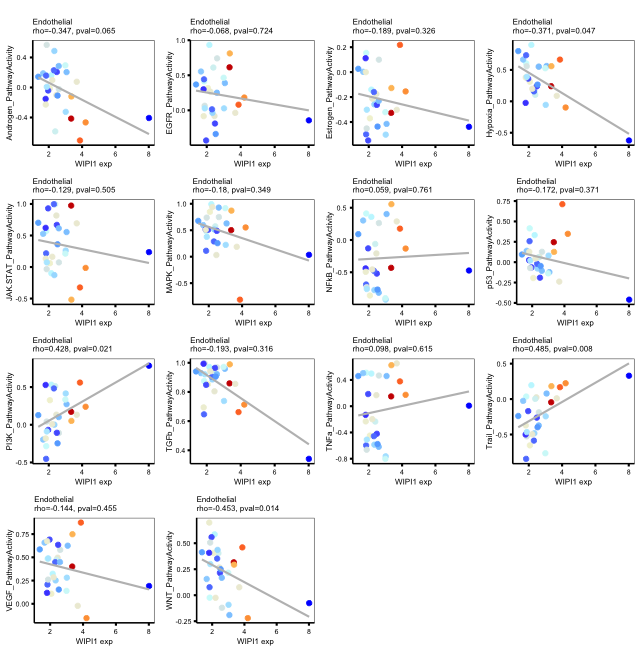 Endothelial
rho=-0.347, pval=0.065
Androgen_PathwayActivity
0.4
0.0
-0.4
2
4
6
8
WIPI1 exp
Endothelial
rho=-0.068, pval=0.724
EGFR_PathwayActivity
1.0
0.5
0.0
2
4
6
8
WIPI1 exp
Endothelial
rho=-0.189, pval=0.326
Estrogen_PathwayActivity
0.2
0.0
-0.2
-0.4
2
4
6
8
WIPI1 exp
Endothelial
rho=-0.371, pval=0.047
Hypoxia_PathwayActivity
0.5
0.0
-0.5
2
4
6
8
WIPI1 exp
Endothelial
rho=-0.129, pval=0.505
JAK.STAT_PathwayActivity
1.0
0.5
0.0
-0.5
2
4
6
8
WIPI1 exp
Endothelial
rho=-0.18, pval=0.349
MAPK_PathwayActivity
1.0
0.5
0.0
-0.5
2
4
6
8
WIPI1 exp
Endothelial
rho=0.059, pval=0.761
NFkB_PathwayActivity
0.5
0.0
-0.5
2
4
6
8
WIPI1 exp
Endothelial
rho=-0.172, pval=0.371
p53_PathwayActivity
0.75
0.50
0.25
0.00
-0.25
-0.50
2
4
6
8
WIPI1 exp
Endothelial
rho=0.428, pval=0.021
PI3K_PathwayActivity
0.5
0.0
-0.5
2
4
6
8
WIPI1 exp
Endothelial
rho=-0.193, pval=0.316
TGFb_PathwayActivity
1.0
0.8
0.6
0.4
2
4
6
8
WIPI1 exp
Endothelial
rho=0.098, pval=0.615
TNFa_PathwayActivity
0.4
0.0
-0.4
-0.8
2
4
6
8
WIPI1 exp
Endothelial
rho=0.485, pval=0.008
Trail_PathwayActivity
0.5
0.0
-0.5
2
4
6
8
WIPI1 exp
Endothelial
rho=-0.144, pval=0.455
VEGF_PathwayActivity
0.75
0.50
0.25
0.00
2
4
6
8
WIPI1 exp
Endothelial
rho=-0.453, pval=0.014
WNT_PathwayActivity
0.50
0.25
0.00
-0.25
2
4
6
8
WIPI1 exp